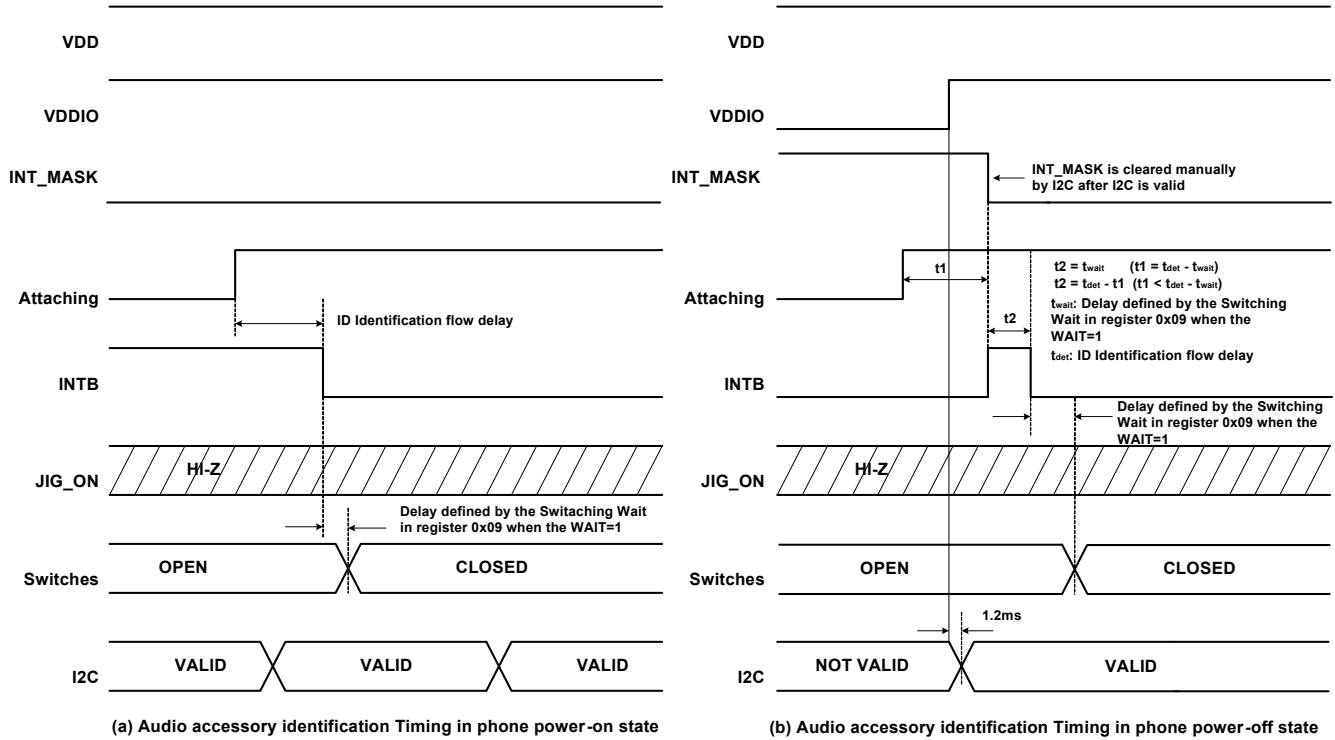 VDD
VDDIO
INT_MASK
Attaching
ID Identification flow delay
INTB
HI-Z
JIG_ON
Delay defined by the Switaching Wait
in register 0x09 when the WAIT=1
OPEN
CLOSED
Switches
VALID
VALID
VALID
I2C
(a) Audio accessory identification Timing in phone power-on state
VDD
VDDIO
INT_MASK
INT_MASK is cleared manually
by I2C after I2C is valid
t1
t2 = twait (t1 = tdet - twait)
t2 = tdet - t1 (t1 < tdet - twait)
twait: Delay defined by the Switching
Wait in register 0x09 when the
WAIT=1
tdet: ID Identification flow delay
Attaching
t2
INTB
Delay defined by the Switching
Wait in register 0x09 when the
WAIT=1
HI-Z
JIG_ON
OPEN
CLOSED
Switches
1.2ms
NOT VALID
VALID
I2C
(b) Audio accessory identification Timing in phone power-off state